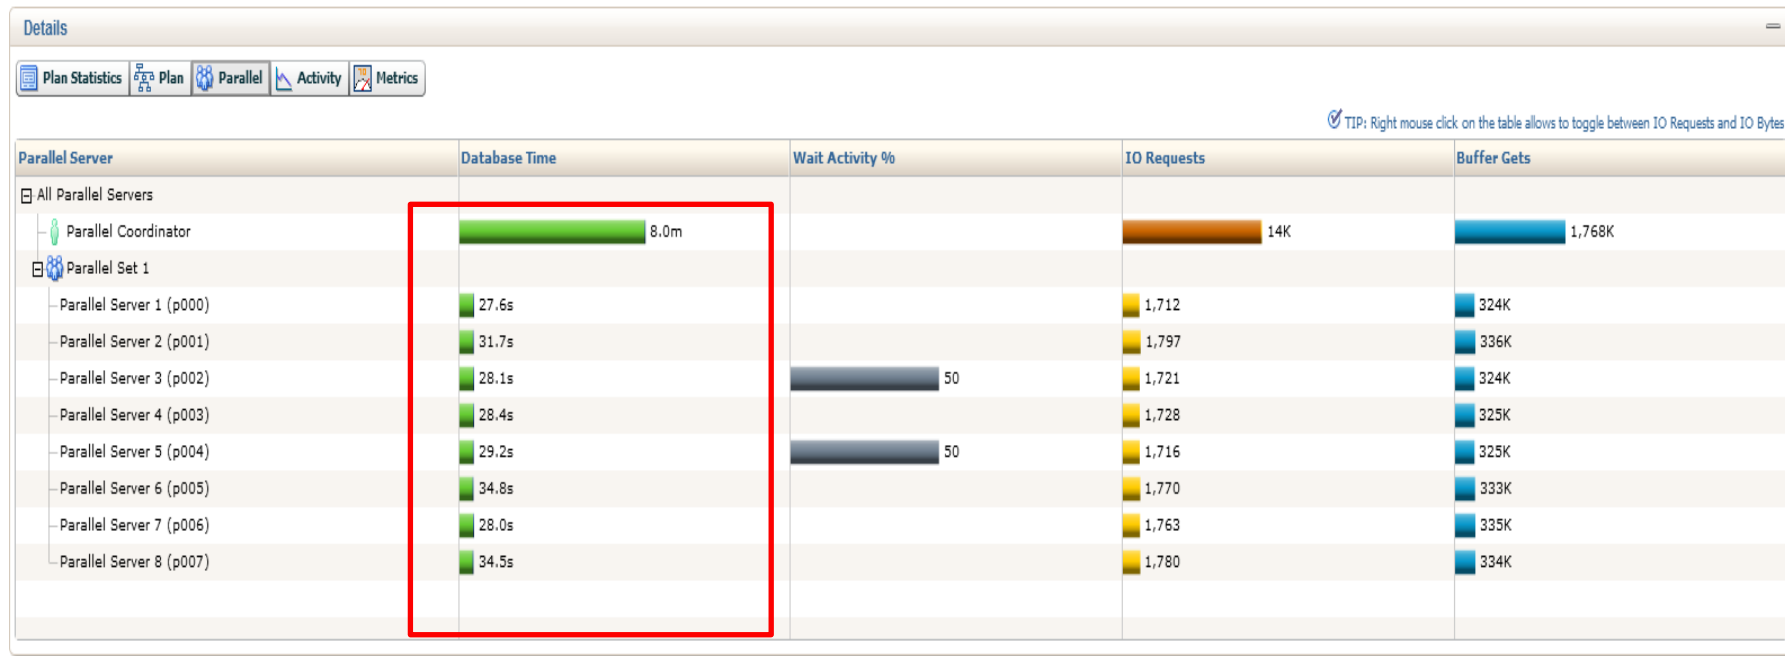 Details
Plan Statistics Plan Parallel Activity Metrics
TIP: Right mouse click on the table allows to toggle between IO Requests and IO Bytes
Parallel Server Database Time Wait Activity % IO Requests Buffer Gets
All Parallel Servers
Parallel Coordinator 8.0m 14K 1,768K
Parallel Set 1
Parallel Server 1 (p000) 27.6s 1,712 324K
Parallel Server 2 (p001) 31.7s 1,797 336K
Parallel Server 3 (p002) 28.1s 50 1,721 324K
Parallel Server 4 (p003) 28.4s 1,728 325K
Parallel Server 5 (p004) 29.2s 50 1,716 325K
Parallel Server 6 (p005) 34.8s 1,770 333K
Parallel Server 7 (p006) 28.0s 1,763 335K
Parallel Server 8 (p007) 34.5s 1,780 334K